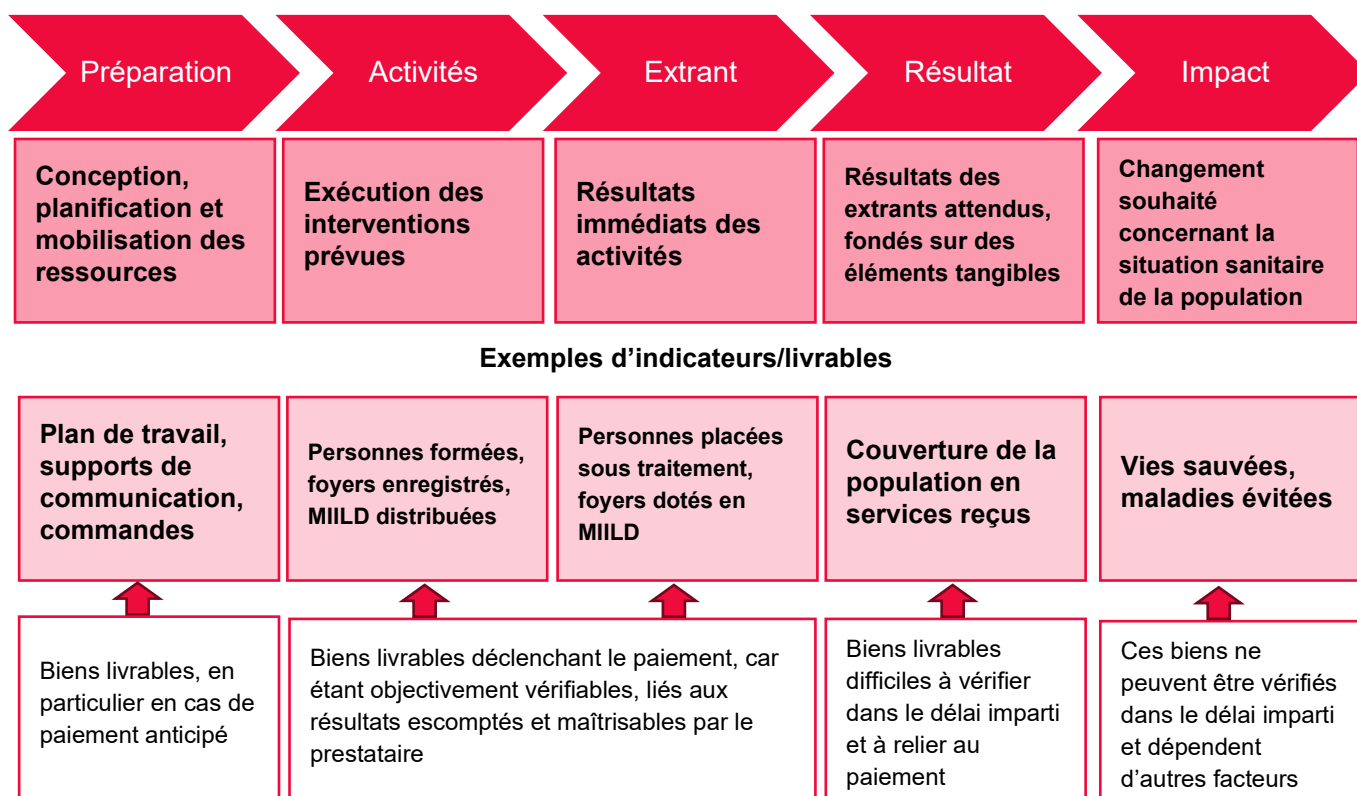 Préparation
Activités
Extrant
Résultat
Impact
Conception,
planification et
mobilisation des
ressources
Exécution des
interventions
prévues
Résultats
immédiats des
activités
Résultats des
extrants attendus,
fondés sur des
éléments tangibles
Changement
souhaité
concernant la
situation sanitaire
de la population
Exemples d’indicateurs/livrables
Plan de travail,
supports de
communication,
commandes
Personnes formées,
foyers enregistrés,
MIILD distribuées
Personnes placées
sous traitement,
foyers dotés en
MIILD
Couverture de la
population en
services reçus
Vies sauvées,
maladies évitées
Biens livrables, en
particulier en cas de
paiement anticipé
Biens livrables déclenchant le paiement, car
étant objectivement vérifiables, liés aux
résultats escomptés et maîtrisables par le
prestataire
Biens livrables
difficiles à vérifier
dans le délai imparti
et à relier au
paiement
Ces biens ne
peuvent être vérifiés
dans le délai imparti
et dépendent
d’autres facteurs